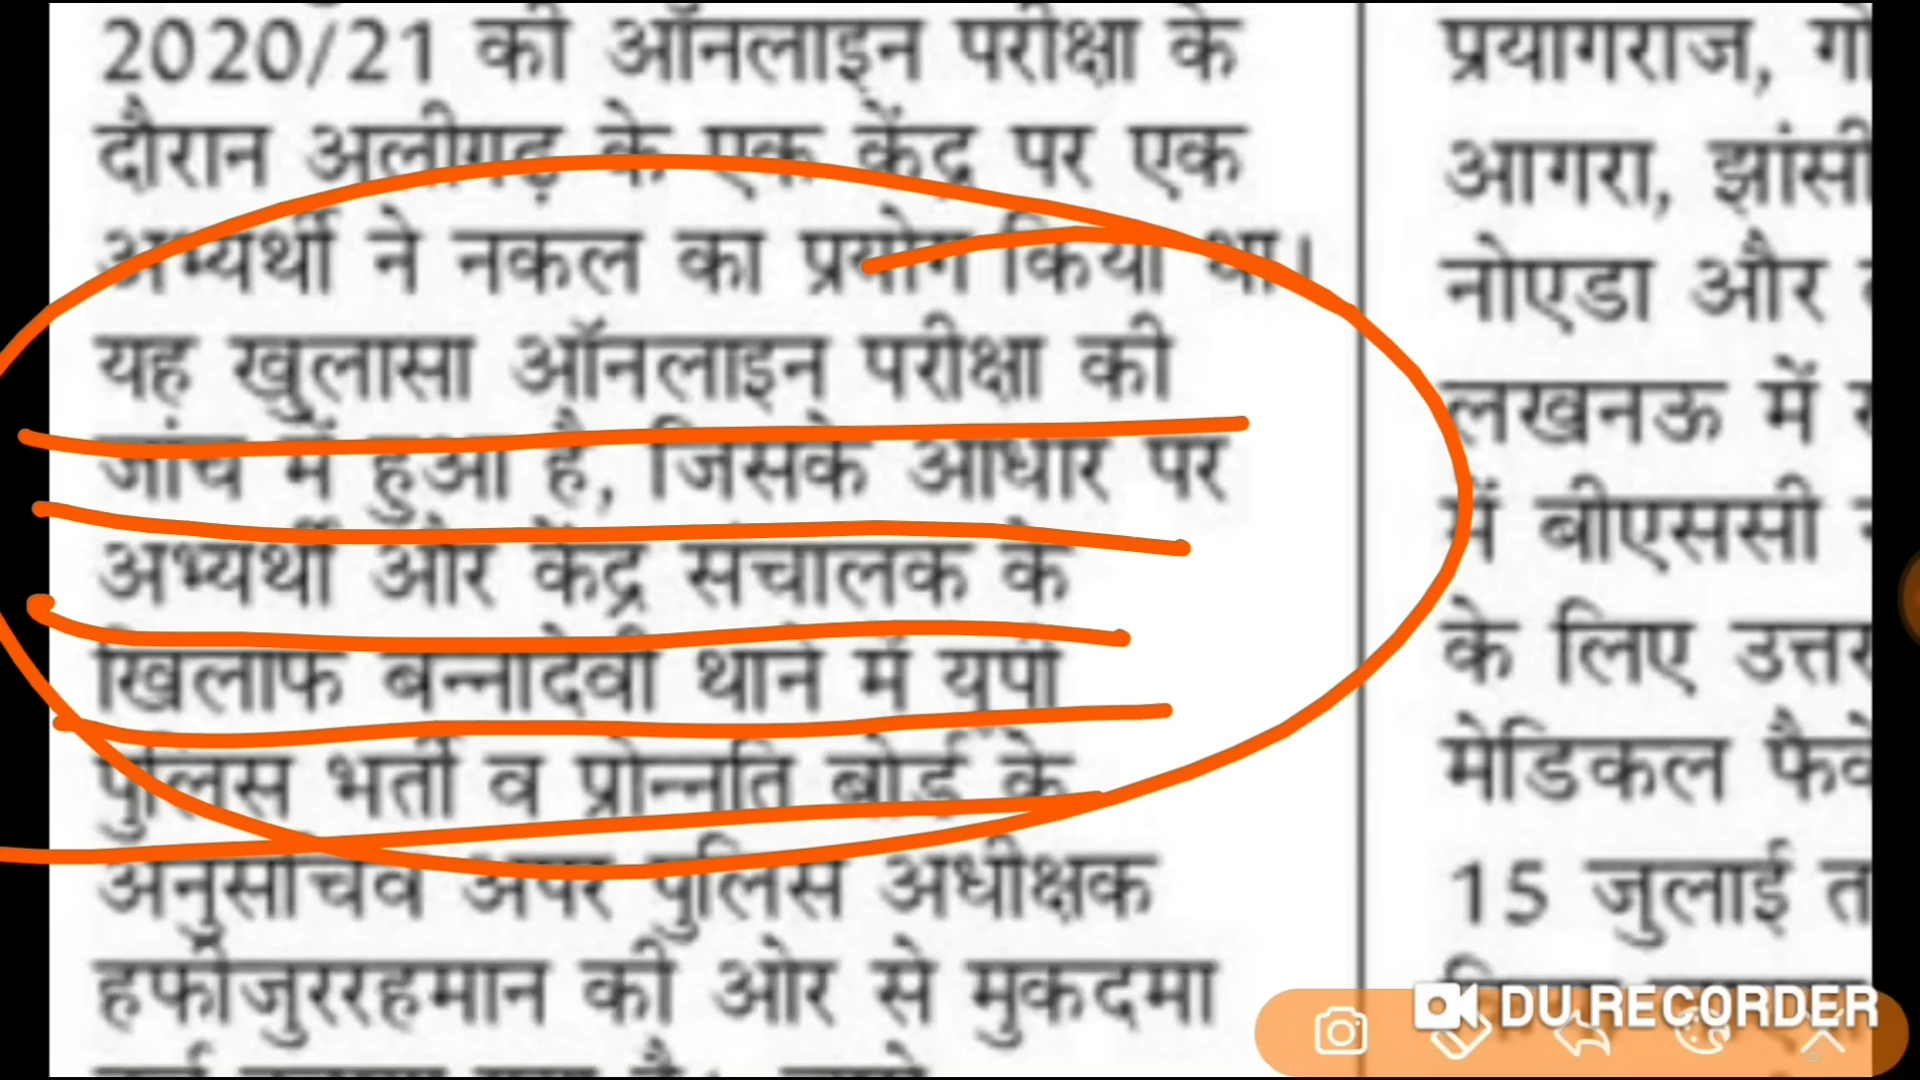 2020/21 की ऑनलाइन परीक्षा के
दौरान अलीगढ़ के एक केंद्र पर एक
अभ्यर्थी ने नकल का प्रयोग किया था।
यह खुलासा ऑनलाइन परीक्षा की
जांच में हुआ है, जिसके आधार पर
अभ्यर्थी और केंद्र संचालक के
खिलाफ बन्नादेवी थाने में यूपी
पुलिस भर्ती व प्रोन्नति बोर्ड के
अनुसचिव अपर पुलिस अधीक्षक
हफीजुररहमान की ओर से मुकदमा
प्रयागराज,
आगरा, झांसी
नोएडा और
लखनऊ में
में बीएससी
के लिए उत्तर
मेडिकल
15 जुलाई
DU RECORDER